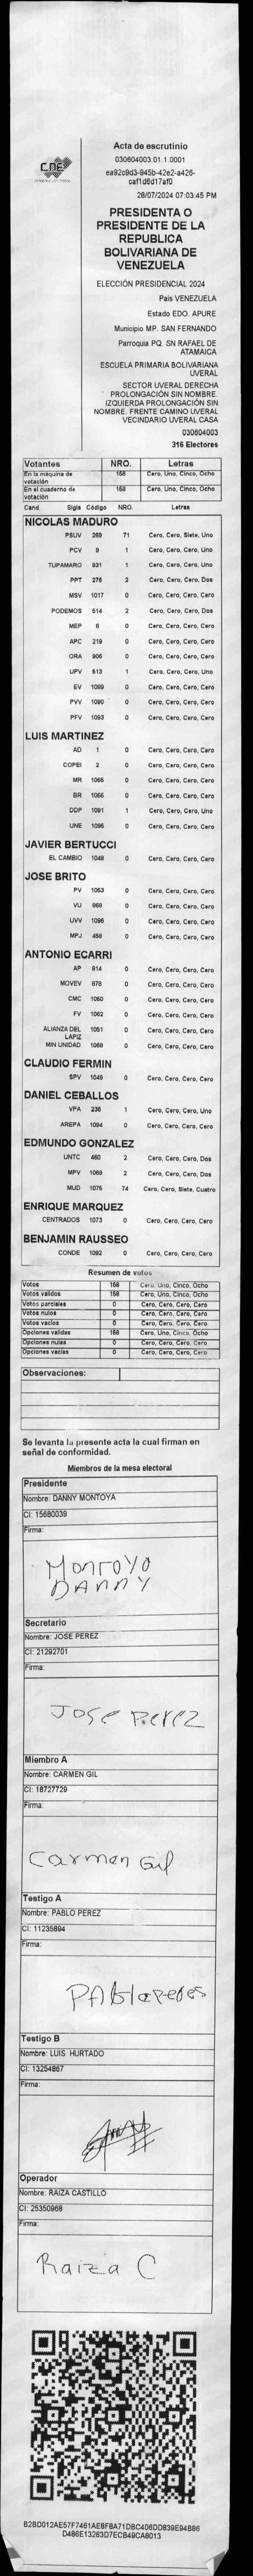 Acta de escrutinio
030604003.01.1.0001
ea92c9d3-945b-42e2-a426-
caf1d6d17af0
28/07/2024 07:03:45 PM
CNE
PRESIDENTA O
PRESIDENTE DE LA
REPUBLICA
BOLIVARIANA DE
VENEZUELA
ELECCIÓN PRESIDENCIAL 2024
País VENEZUELA
Estado EDO. APURE
Municipio MP. SAN FERNANDO
Parroquia PQ. SN RAFAEL DE
ATAMAICA
ESCUELA PRIMARIA BOLIVARIANA
UVERAL
SECTOR UVERAL DERECHA
PROLONGACIÓN SIN NOMBRE.
IZQUIERDA PROLONGACIÓN SIN
NOMBRE. FRENTE CAMINO UVERAL
VECINDARIO UVERAL CASA
030604003
316 Electores
Votantes NRO. Letras
En la máquina de votación 158 Cero, Uno, Cinco, Ocho
En el cuaderno de votación 158 Cero, Uno, Cinco, Ocho
Cand. Sigla Código NRO. Letras
NICOLAS MADURO
PSUV 269 71 Cero, Cero, Siete, Uno
PCV 9 1 Cero, Cero, Cero, Uno
TUPAMARO 931 1 Cero, Cero, Cero, Uno
PPT 276 2 Cero, Cero, Cero, Dos
MSV 1017 0 Cero, Cero, Cero, Cero
PODEMOS 514 2 Cero, Cero, Cero, Dos
MEP 6 0 Cero, Cero, Cero, Cero
APC 219 0 Cero, Cero, Cero, Cero
ORA 906 0 Cero, Cero, Cero, Cero
UPV 613 1 Cero, Cero, Cero, Uno
EV 1089 0 Cero, Cero, Cero, Cero
PVV 1090 0 Cero, Cero, Cero, Cero
PFV 1093 0 Cero, Cero, Cero, Cero
LUIS MARTINEZ
AD 1 0 Cero, Cero, Cero, Cero
COPEI 2 0 Cero, Cero, Cero, Cero
MR 1065 0 Cero, Cero, Cero, Cero
BR 1066 0 Cero, Cero, Cero, Cero
DDP 1091 1 Cero, Cero, Cero, Uno
UNE 1095 0 Cero, Cero, Cero, Cero
JAVIER BERTUCCI
EL CAMBIO 1048 0 Cero, Cero, Cero, Cero
JOSE BRITO
PV 1053 0 Cero, Cero, Cero, Cero
VU 968 0 Cero, Cero, Cero, Cero
UVV 1096 0 Cero, Cero, Cero, Cero
MPJ 459 0 Cero, Cero, Cero, Cero
ANTONIO ECARRI
AP 914 0 Cero, Cero, Cero, Cero
MOVEV 878 0 Cero, Cero, Cero, Cero
CMC 1060 0 Cero, Cero, Cero, Cero
FV 1062 0 Cero, Cero, Cero, Cero
ALIANZA DEL LAPIZ 1051 0 Cero, Cero, Cero, Cero
MIN UNIDAD 1058 0 Cero, Cero, Cero, Cero
CLAUDIO FERMIN
SPV 1049 0 Cero, Cero, Cero, Cero
DANIEL CEBALLOS
VPA 236 1 Cero, Cero, Cero, Uno
AREPA 1094 0 Cero, Cero, Cero, Cero
EDMUNDO GONZALEZ
UNTC 460 2 Cero, Cero, Cero, Dos
MPV 1069 2 Cero, Cero, Cero, Dos
MUD 1075 74 Cero, Cero, Siete, Cuatro
ENRIQUE MARQUEZ
CENTRADOS 1073 0 Cero, Cero, Cero, Cero
BENJAMIN RAUSSEO
CONDE 1092 0 Cero, Cero, Cero, Cero
Resumen de votos
Votos 158 Cero, Uno, Cinco, Ocho
Votos validos 158 Cero, Uno, Cinco, Ocho
Votos parciales 0 Cero, Cero, Cero, Cero
Votos nulos 0 Cero, Cero, Cero, Cero
Votos vacios 0 Cero, Cero, Cero, Cero
Opciones validas 158 Cero, Uno, Cinco, Ocho
Opciones nulas 0 Cero, Cero, Cero, Cero
Opciones vacias 0 Cero, Cero, Cero, Cero
Observaciones:
Se levanta la presente acta la cual firman en
señal de conformidad.
Miembros de la mesa electoral
Presidente
Nombre: DANNY MONTOYA
CI: 15680039
Firma:
MONTOYO
DANNY
Secretario
Nombre: JOSE PEREZ
CI: 21292701
Firma:
Jose Perez
Miembro A
Nombre: CARMEN GIL
CI: 18727729
Firma:
Carmen Gil
Testigo A
Nombre: PABLO PEREZ
CI: 11235894
Firma:
Testigo B
Nombre: LUIS HURTADO
CI: 13254867
Firma:
Operador
Nombre: RAIZA CASTILLO
CI: 25350968
Firma:
Raiza C
B2BD012AE57F7461AE8F8A71DBC406DD839E94B86
D486E13263D7ECB49CA8013